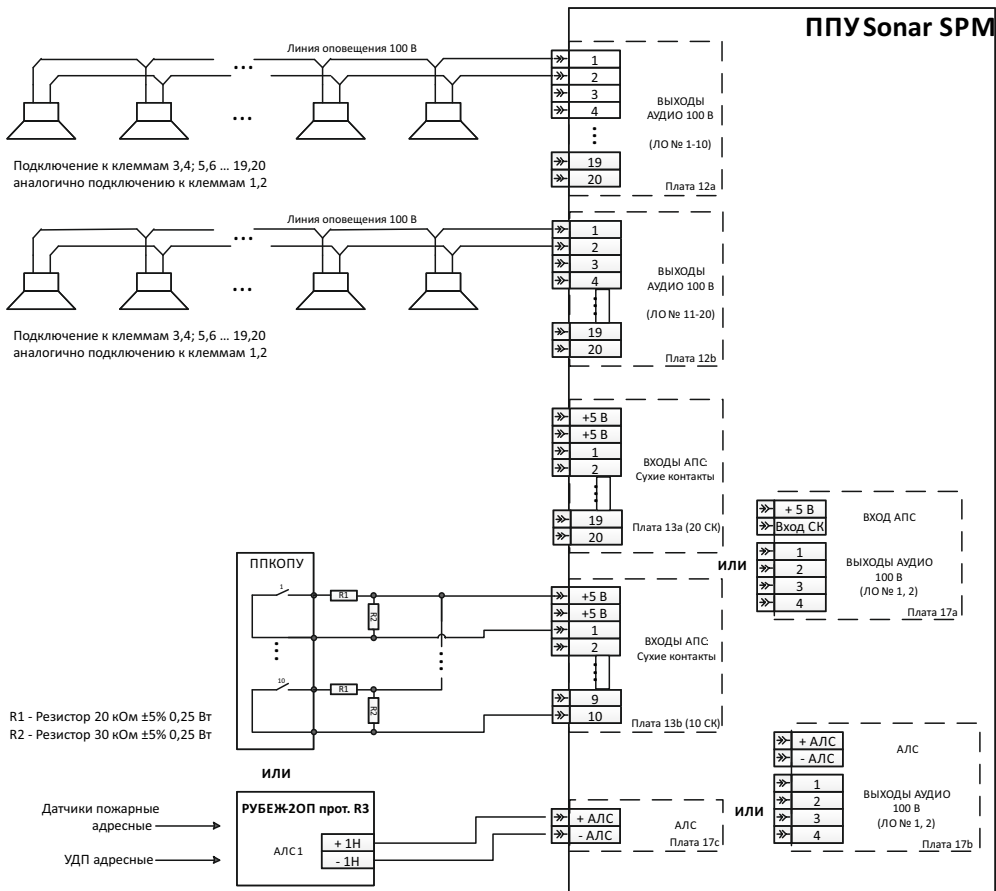 ППУ Sonar SPM
Линия оповещения 100 В
...
...
Подключение к клеммам 3,4; 5,6 ... 19,20
аналогично подключению к клеммам 1,2
1
2
3
4
19
20
ВЫХОДЫ
АУДИО 100 В
(ЛО № 1-10)
Плата 12a
Линия оповещения 100 В
...
...
Подключение к клеммам 3,4; 5,6 ... 19,20
аналогично подключению к клеммам 1,2
1
2
3
4
19
20
ВЫХОДЫ
АУДИО 100 В
(ЛО № 11-20)
Плата 12b
+5 В
+5 В
1
2
19
20
ВХОДЫ АПС:
Сухие контакты
Плата 13a (20 СК)
ИЛИ
+ 5 В
Вход СК
ВХОД АПС
1
2
3
4
ВЫХОДЫ АУДИО
100 В
(ЛО № 1, 2)
Плата 17a
ППКОПУ
1
R1
R2
10
R1
R2
+5 В
+5 В
1
2
9
10
ВХОДЫ АПС:
Сухие контакты
Плата 13b (10 СК)
R1 - Резистор 20 кОм ±5% 0,25 Вт
R2 - Резистор 30 кОм ±5% 0,25 Вт
ИЛИ
Датчики пожарные
адресные
УДП адресные
РУБЕЖ-2ОП прот. R3
АЛС 1
+ 1Н
- 1Н
+ АЛС
- АЛС
АЛС
Плата 17c
ИЛИ
+ АЛС
- АЛС
АЛС
1
2
3
4
ВЫХОДЫ АУДИО
100 В
(ЛО № 1, 2)
Плата 17b